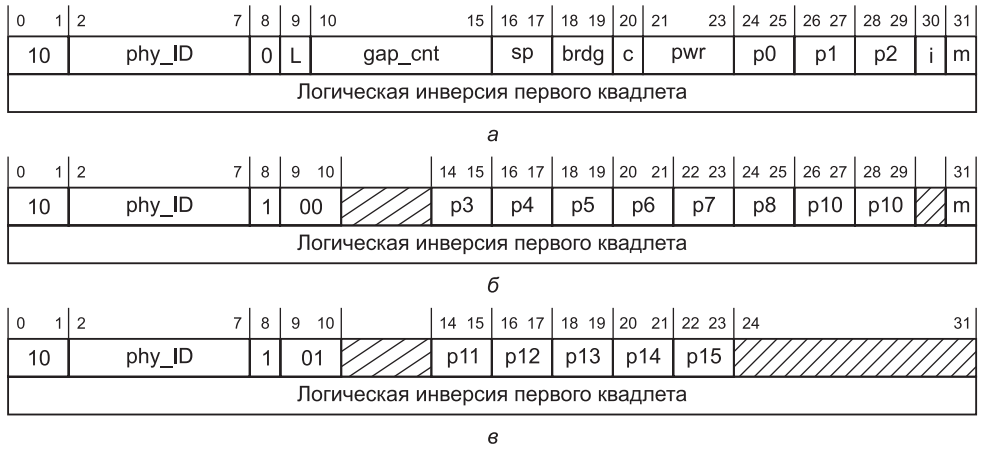 0 1 2 7 8 9 10 15 16 17 18 19 20 21 23 24 25 26 27 28 29 30 31
10 phy_ID 0 L gap_cnt sp brdg c pwr p0 p1 p2 i m
Логическая инверсия первого квадлета
а
0 1 2 7 8 9 10 14 15 16 17 18 19 20 21 22 23 24 25 26 27 28 29 31
10 phy_ID 1 00 p3 p4 p5 p6 p7 p8 p10 p10 m
Логическая инверсия первого квадлета
б
0 1 2 7 8 9 10 14 15 16 17 18 19 20 21 22 23 24 31
10 phy_ID 1 01 p11 p12 p13 p14 p15
Логическая инверсия первого квадлета
в